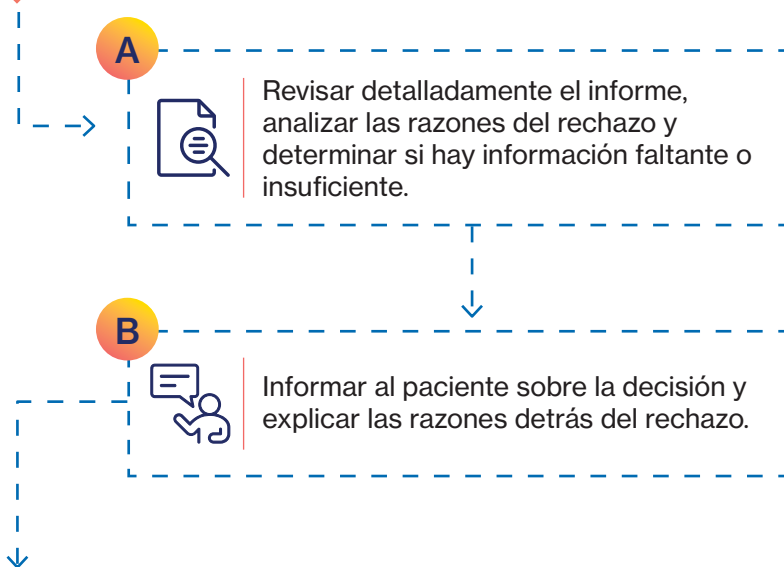 A
Revisar detalladamente el informe,
analizar las razones del rechazo y
determinar si hay información faltante o
insuficiente.
B
Informar al paciente sobre la decisión y
explicar las razones detrás del rechazo.